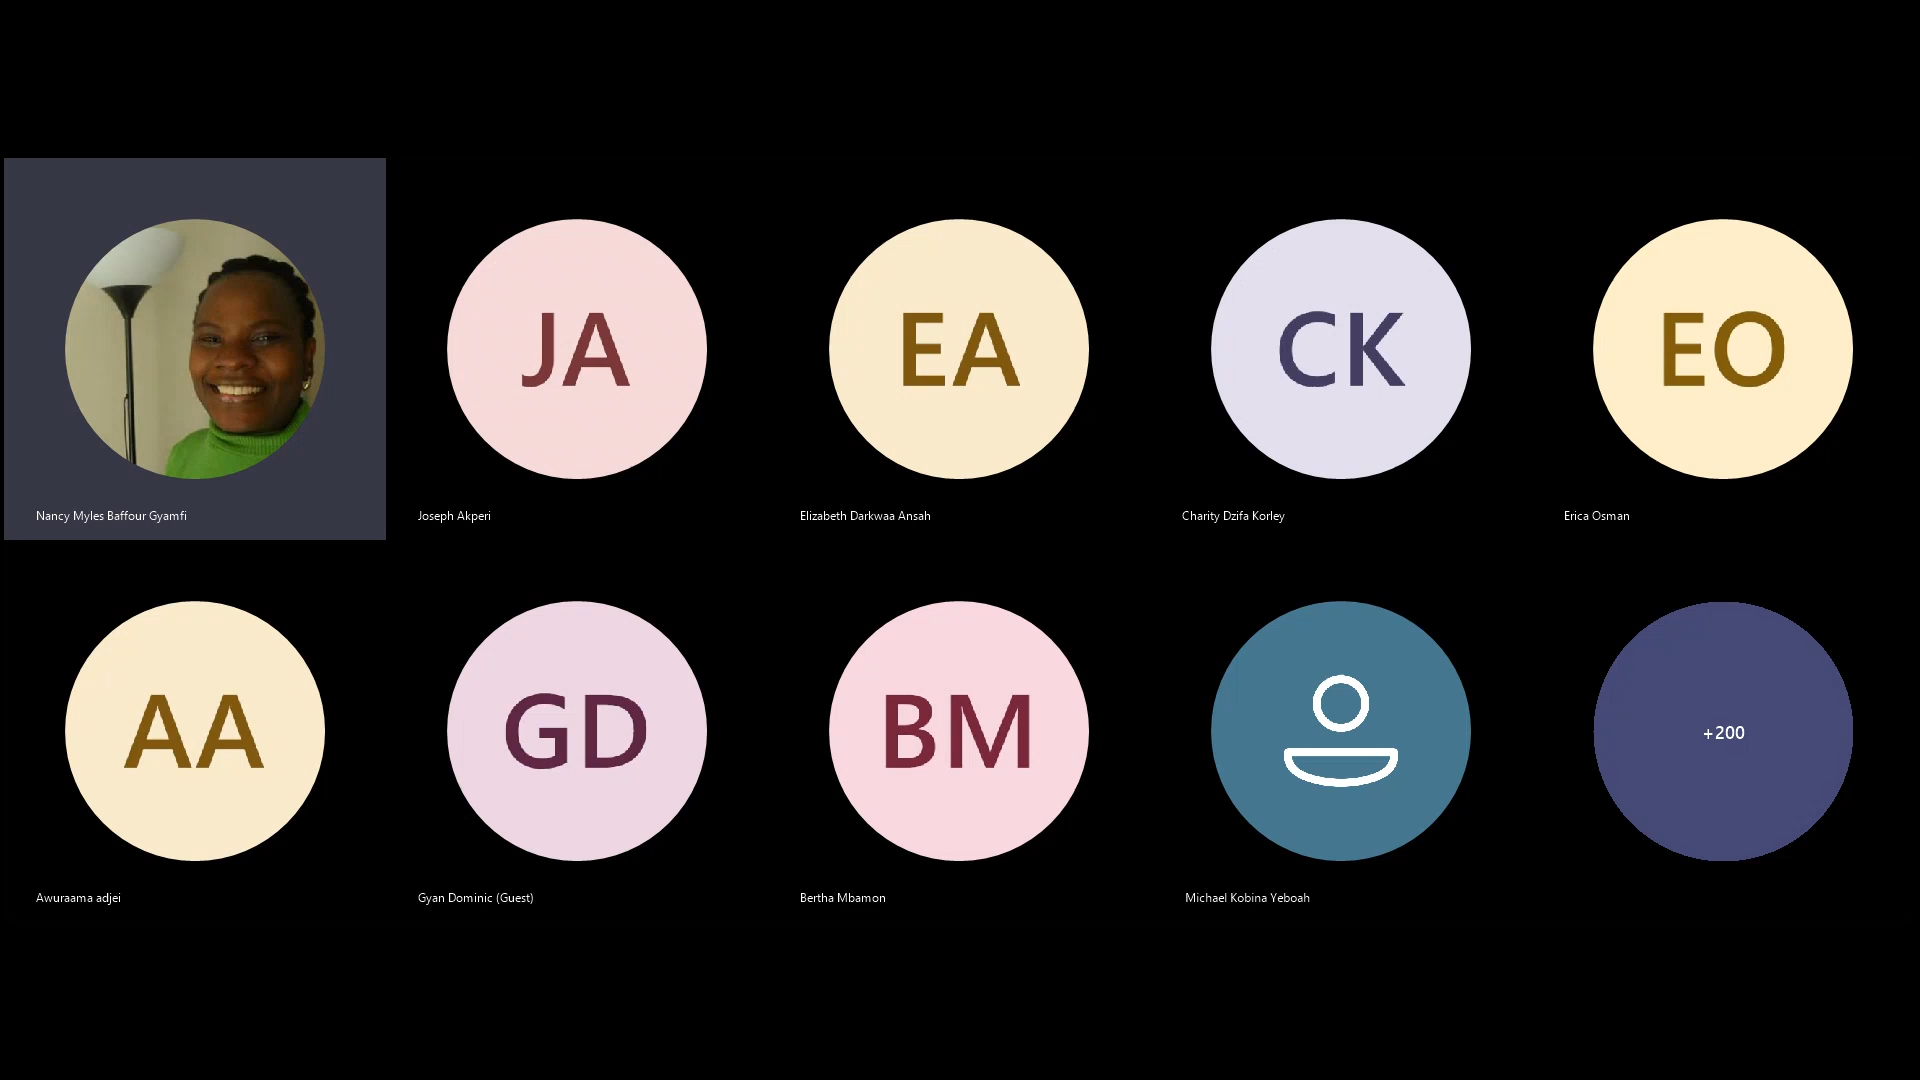 JA
EA
CK
EO
Nancy Myles Baffour Gyamfi
Joseph Akperi
Elizabeth Darkwaa Ansah
Charity Dzifa Korley
Erica Osman
AA
GD
BM
+200
Awuraama adjei
Gyan Dominic (Guest)
Bertha Mbamon
Michael Kobina Yeboah